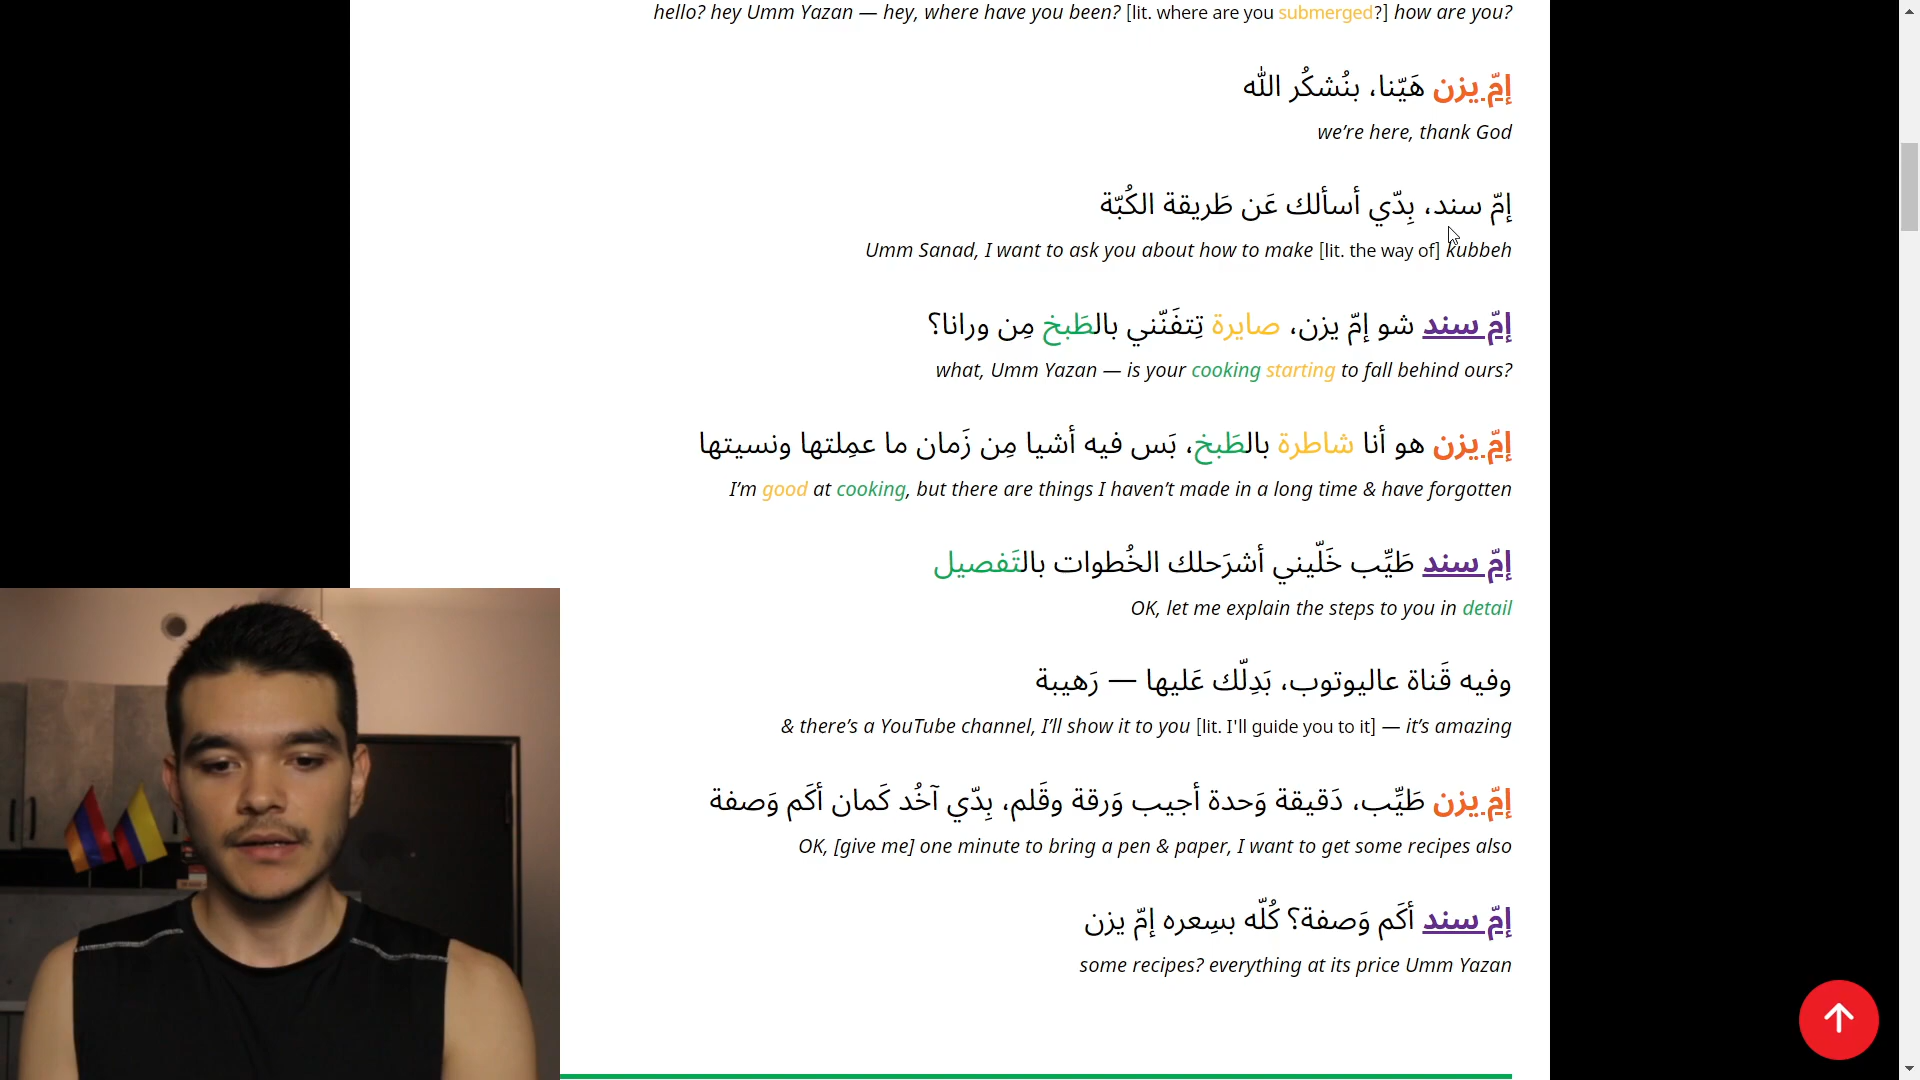 hello? hey Umm Yazan — hey, where have you been? [lit. where are you submerged?] how are you?
إمّ يزن هَيّنا، بنُشكُر الله
we're here, thank God
إمّ سند، بِدّي أسألك عَن طَريقة الكُبّة
Umm Sanad, I want to ask you about how to make [lit. the way of] kubbeh
إمّ سند شو إمّ يزن، صايرة تِتفَنّني بالطَبخ مِن ورانا؟
what, Umm Yazan — is your cooking starting to fall behind ours?
إمّ يزن هو أنا شاطرة بالطَبخ، بَس فيه أشيا مِن زَمان ما عمِلتها ونسيتها
I'm good at cooking, but there are things I haven't made in a long time & have forgotten
إمّ سند طَيِّب خَلّيني أشرَحلك الخُطوات بالتَفصيل
OK, let me explain the steps to you in detail
وفيه قَناة عاليوتوب، بَدِلّك عَليها — رَهيبة
& there's a YouTube channel, I'll show it to you [lit. I'll guide you to it] — it's amazing
إمّ يزن طَيِّب، دَقيقة وَحدة أجيب وَرقة وقَلم، بِدّي آخُد كَمان أكَم وَصفة
OK, [give me] one minute to bring a pen & paper, I want to get some recipes also
إمّ سند أكَم وَصفة؟ كُلّه بسِعره إمّ يزن
some recipes? everything at its price Umm Yazan